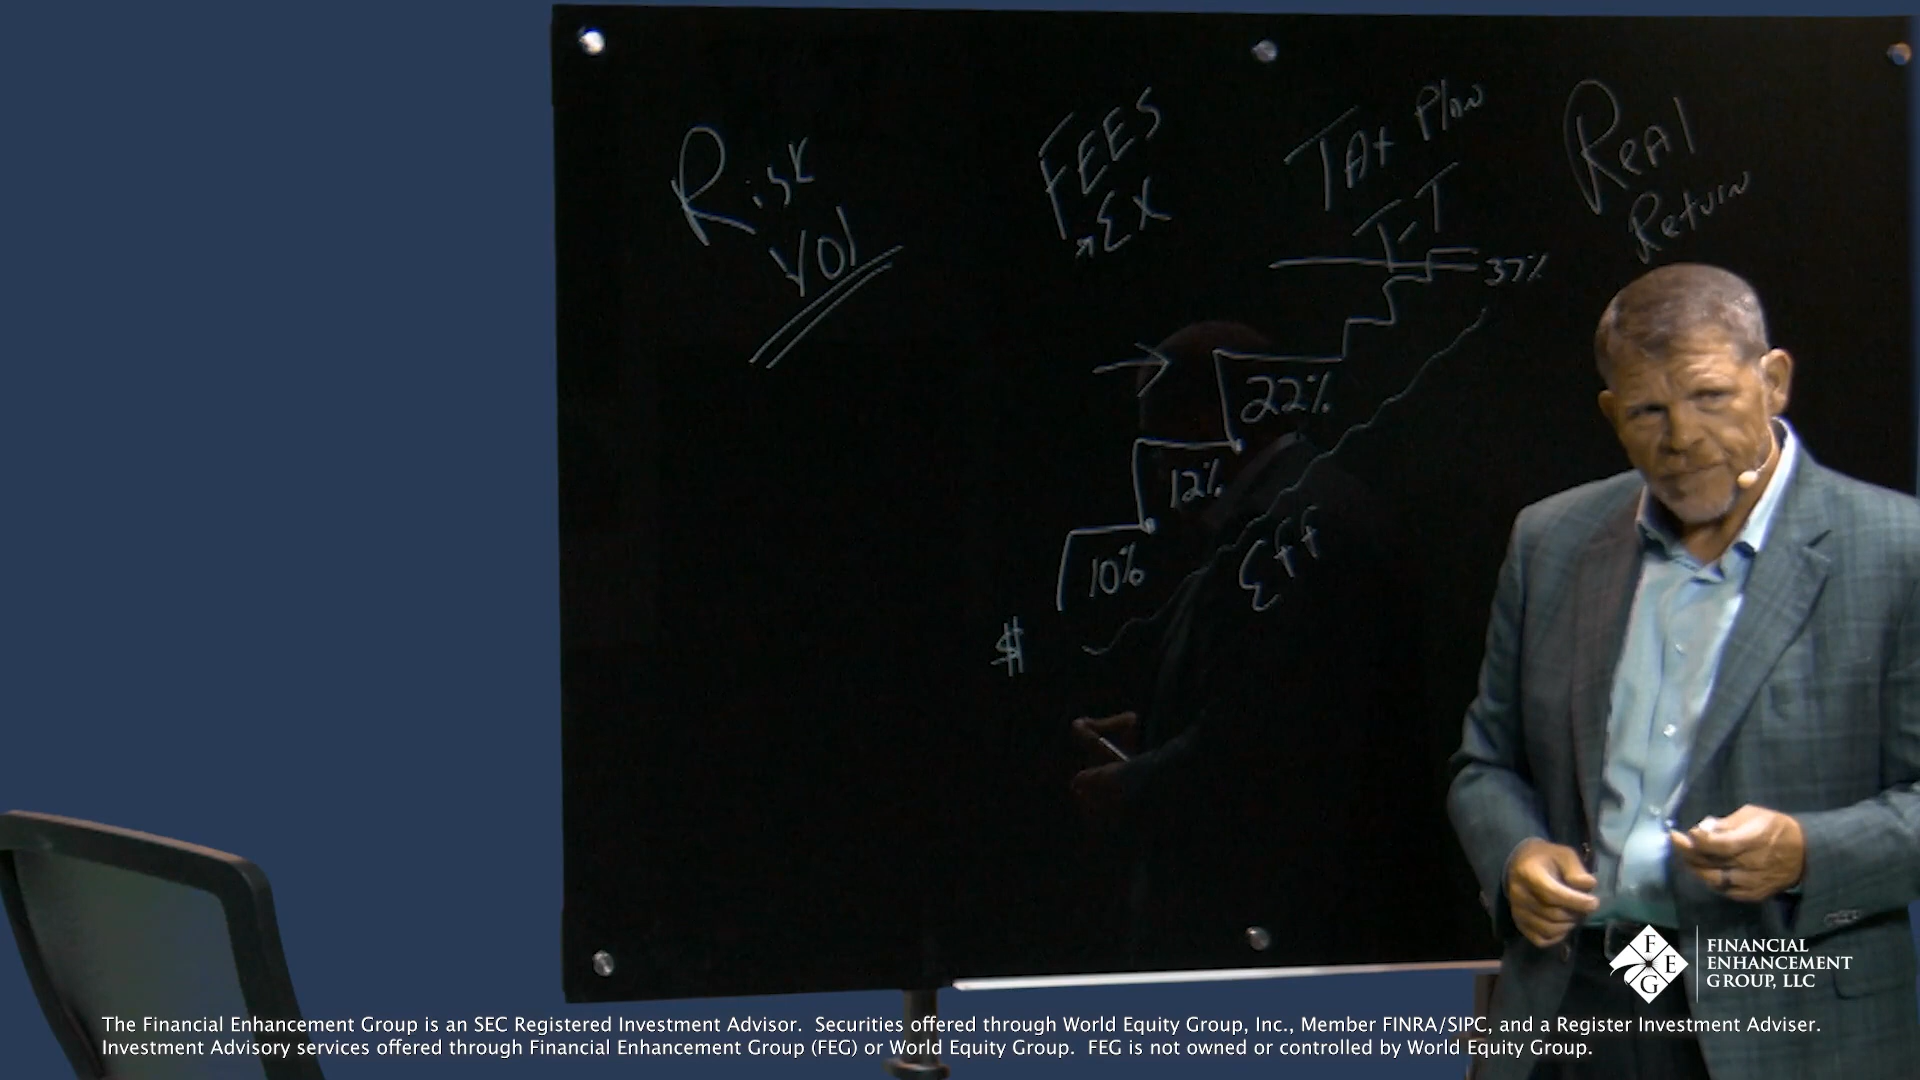 Risk
Vol
FEES
EX
TAx Plan
T-T
Real
Return
37%
22%
12%
10%
Eff
$
F
E
G
FINANCIAL
ENHANCEMENT
GROUP, LLC
The Financial Enhancement Group is an SEC Registered Investment Advisor. Securities offered through World Equity Group, Inc., Member FINRA/SIPC, and a Register Investment Adviser.
Investment Advisory services offered through Financial Enhancement Group (FEG) or World Equity Group. FEG is not owned or controlled by World Equity Group.